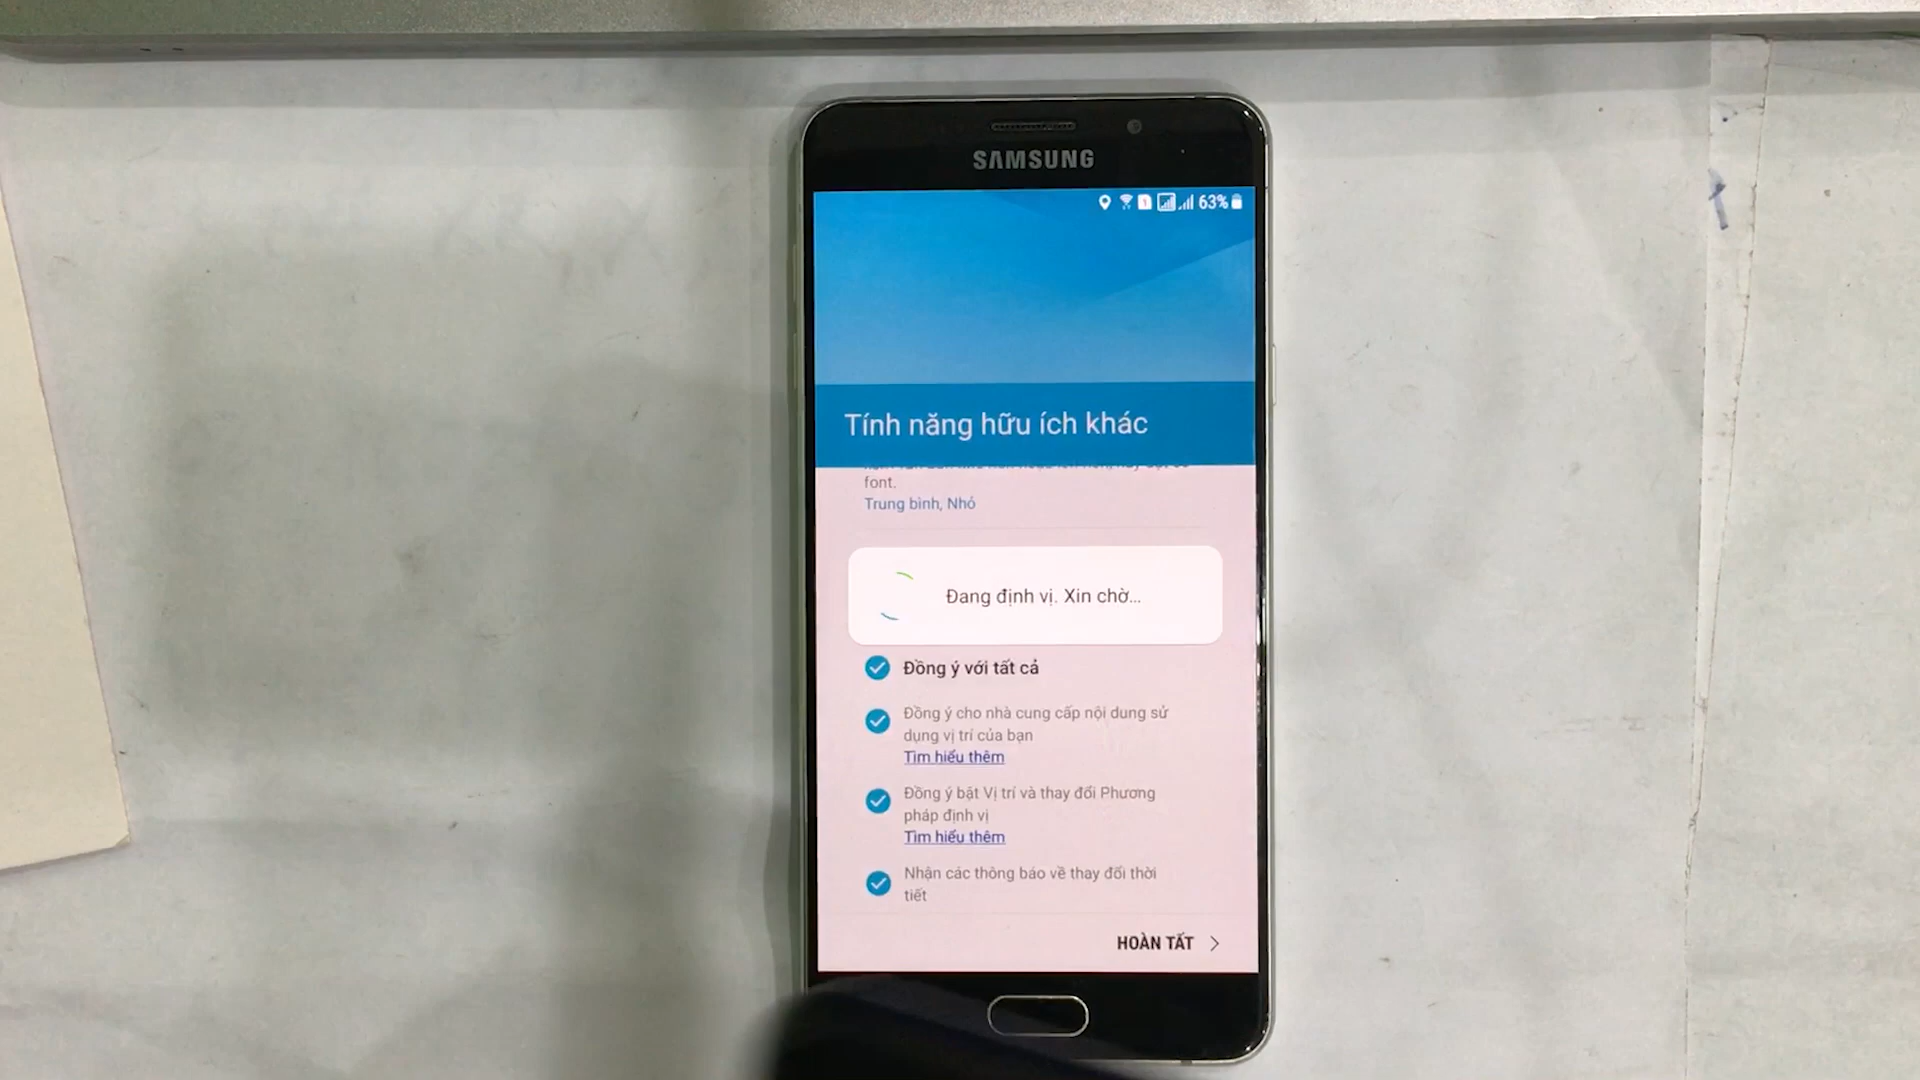 SAMSUNG
63%
Tính năng hữu ích khác
font.
Trung bình, Nhỏ
Đang định vị. Xin chờ...
Đồng ý với tất cả
Đồng ý cho nhà cung cấp nội dung sử
dụng vị trí của bạn
Tìm hiểu thêm
Đồng ý bật Vị trí và thay đổi Phương
pháp định vị
Tìm hiểu thêm
Nhận các thông báo về thay đổi thời
tiết
HOÀN TẤT